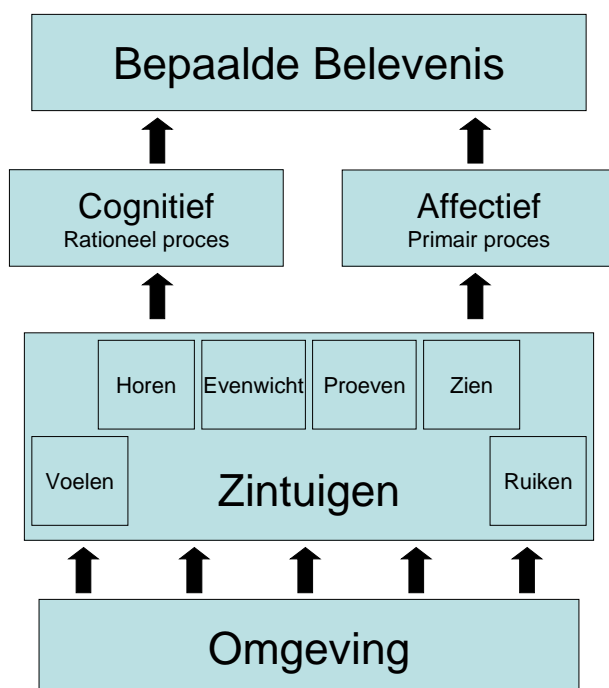 Bepaalde Belevenis
Cognitief
Rationeel proces
Affectief
Primair proces
Horen
Evenwicht
Proeven
Zien
Voelen
Zintuigen
Ruiken
Omgeving